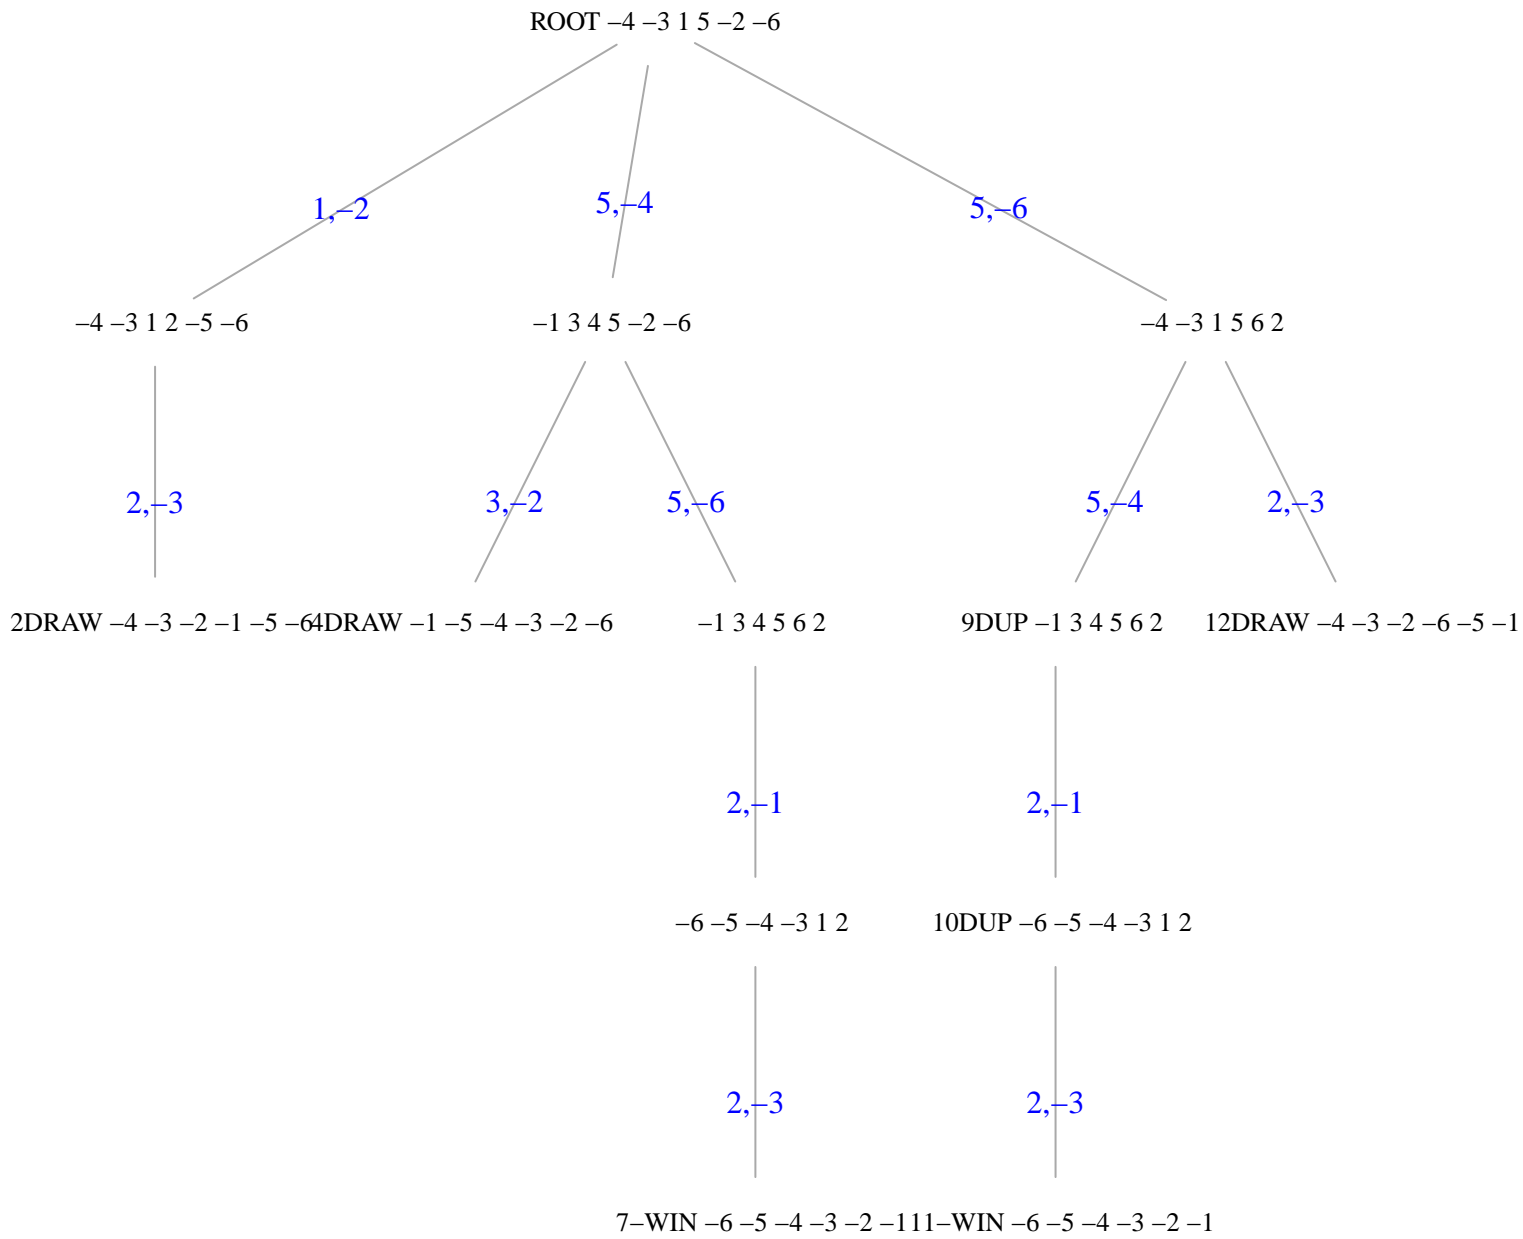 ROOT –4 –3 1 5 –2 –6
1,–2
5,–4
5,–6
–4 –3 1 2 –5 –6
–1 3 4 5 –2 –6
–4 –3 1 5 6 2
2,–3
3,–2
5,–6
5,–4
2,–3
2DRAW –4 –3 –2 –1 –5 –6
4DRAW –1 –5 –4 –3 –2 –6
–1 3 4 5 6 2
9DUP –1 3 4 5 6 2
12DRAW –4 –3 –2 –6 –5 –1
2,–1
2,–1
–6 –5 –4 –3 1 2
10DUP –6 –5 –4 –3 1 2
2,–3
2,–3
7–WIN –6 –5 –4 –3 –2 –1
11–WIN –6 –5 –4 –3 –2 –1